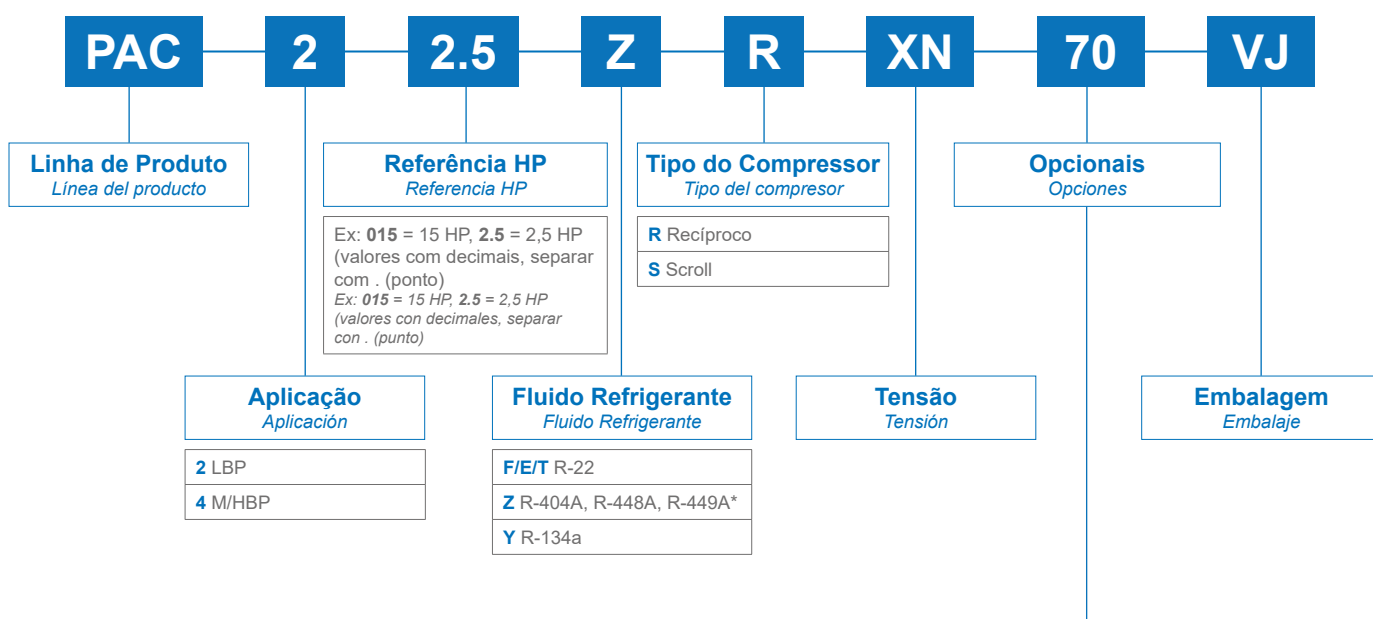 PAC 2 2.5 Z R XN 70 VJ
Linha de Produto
Línea del producto
Referência HP
Referencia HP
Ex: 015 = 15 HP, 2.5 = 2,5 HP
(valores com decimais, separar
com . (ponto)
Ex: 015 = 15 HP, 2.5 = 2,5 HP
(valores con decimales, separar
con . (punto)
Tipo do Compressor
Tipo del compresor
R Recíproco
S Scroll
Opcionais
Opciones
Aplicação
Aplicación
2 LBP
4 M/HBP
Fluido Refrigerante
Fluido Refrigerante
F/E/T R-22
Z R-404A, R-448A, R-449A*
Y R-134a
Tensão
Tensión
Embalagem
Embalaje